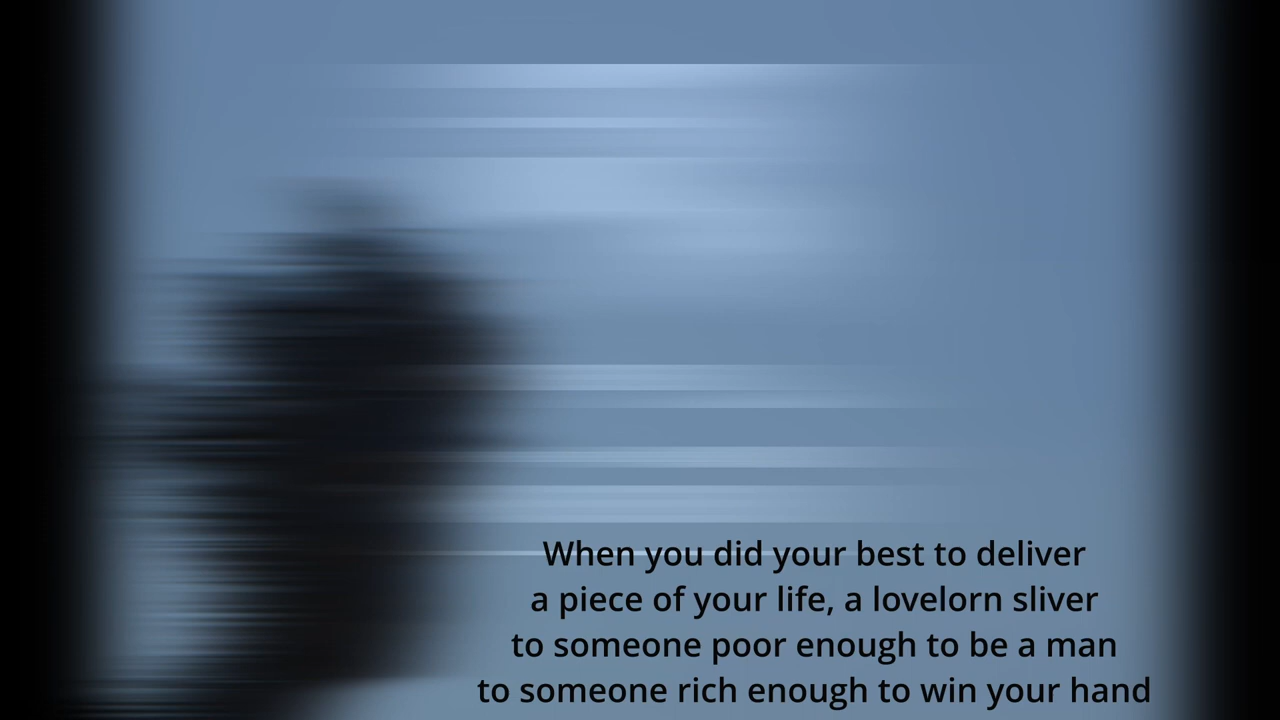 When you did your best to deliver
a piece of your life, a lovelorn sliver
to someone poor enough to be a man
to someone rich enough to win your hand